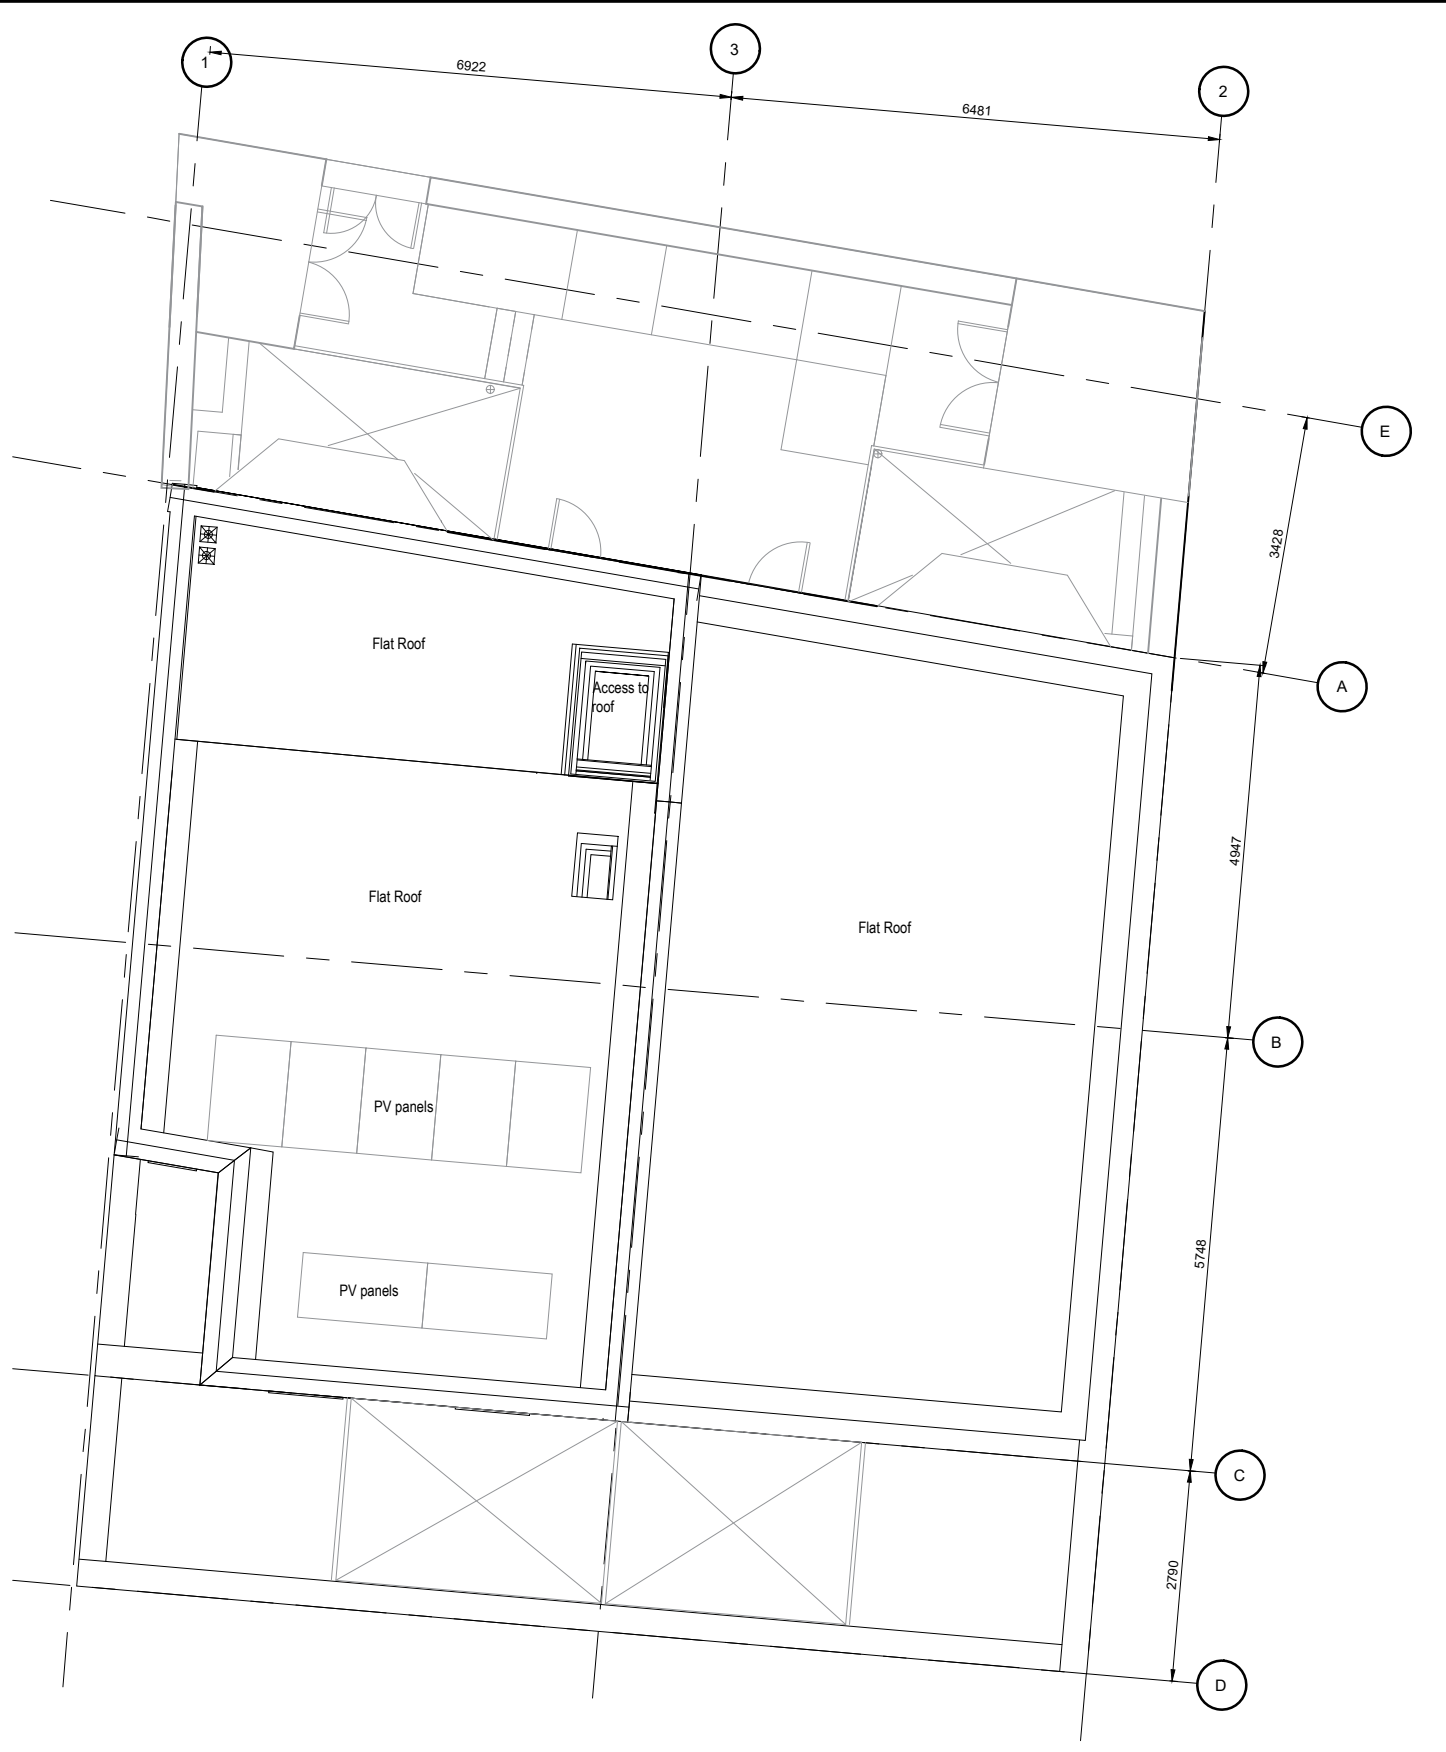 1
3
2
6922
6481
E
3428
A
Flat Roof
Access to
roof
4947
Flat Roof
Flat Roof
B
PV panels
5748
PV panels
C
2790
D